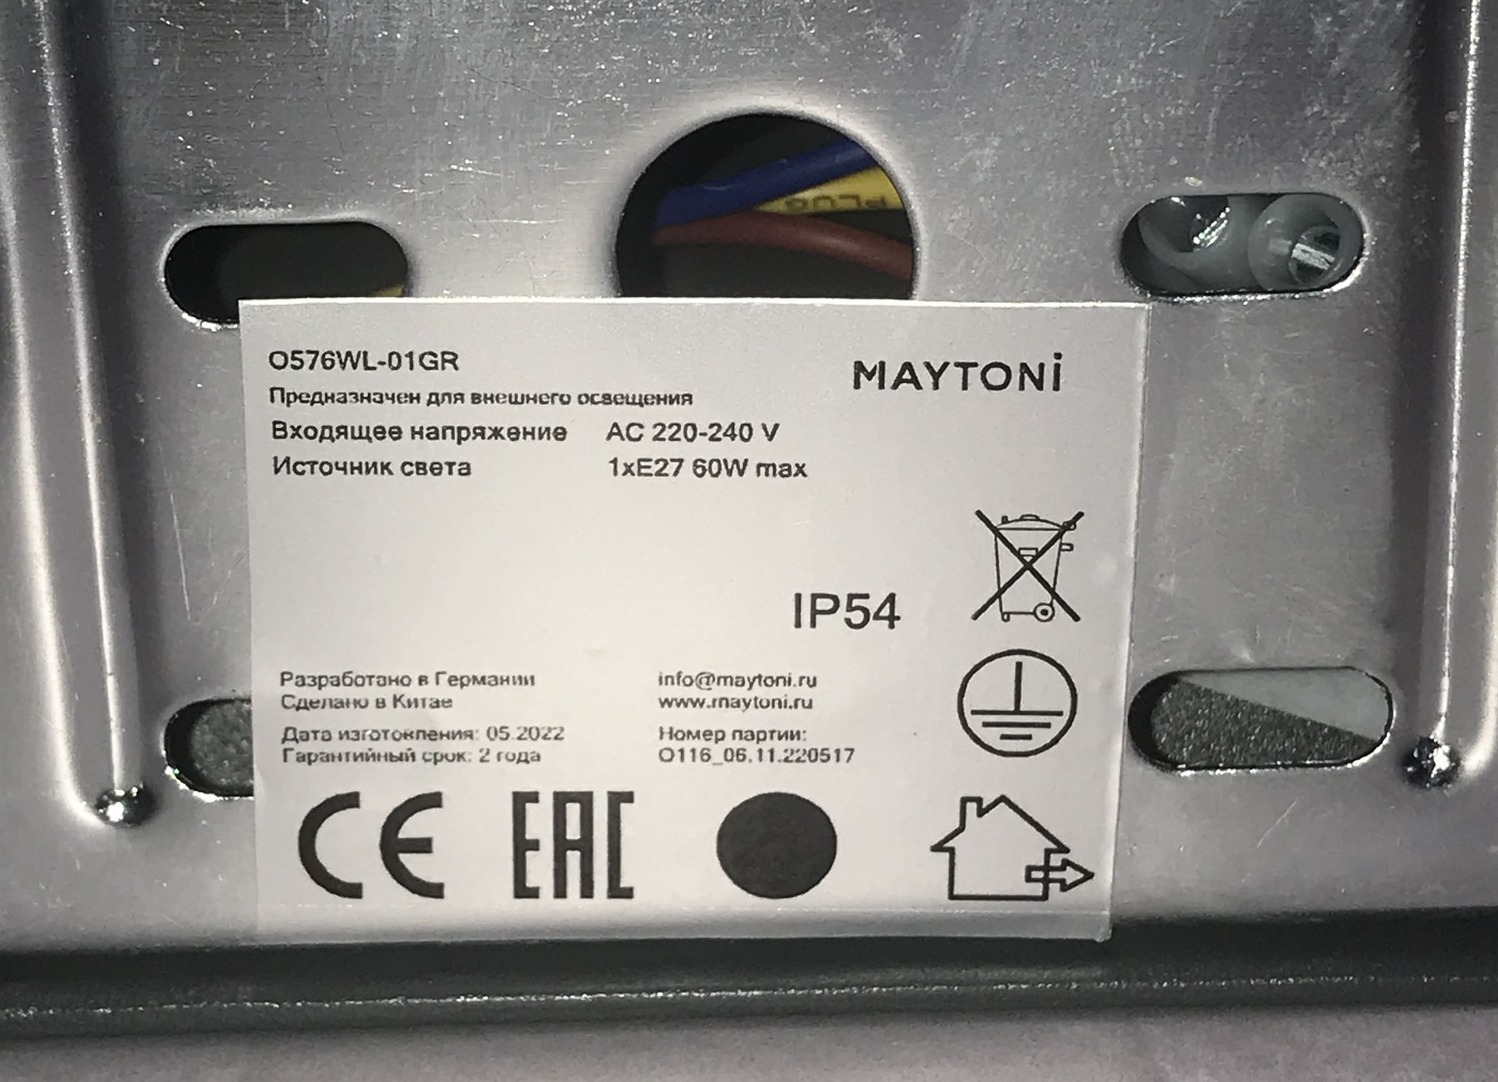 PLUG
O576WL-01GR
MAYTONi
Предназначен для внешнего освещения
Входящее напряжение AC 220-240 V
Источник света 1xE27 60W max
IP54
Разработано в Германии
Сделано в Китае
Дата изготовления: 05.2022
Гарантийный срок: 2 года
info@maytoni.ru
www.maytoni.ru
Номер партии:
O116_06.11.220517
CE EAC